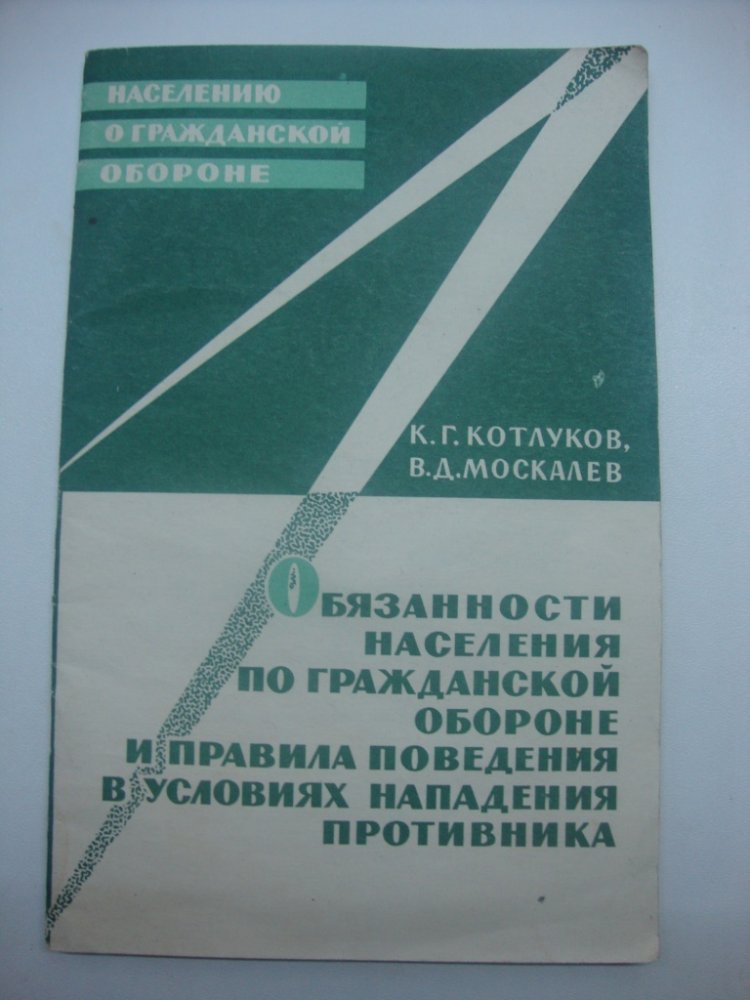 НАСЕЛЕНИЮ
О ГРАЖДАНСКОЙ
ОБОРОНЕ
К. Г. КОТЛУКОВ,
В. Д. МОСКАЛЕВ
ОБЯЗАННОСТИ
НАСЕЛЕНИЯ
ПО ГРАЖДАНСКОЙ
ОБОРОНЕ
И ПРАВИЛА ПОВЕДЕНИЯ
В УСЛОВИЯХ НАПАДЕНИЯ
ПРОТИВНИКА